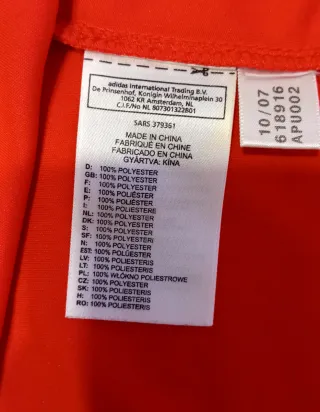 adidas International Trading B.V.
De Prinsenhof, Konigin Wilhelminaplein 30
1062 KR Amsterdam, NL
C.I.F/No NL 807301322B01
SARS 379361
MADE IN CHINA
FABRIQUÉ EN CHINE
FABRICADO EN CHINA
GYÁRTVA: KÍNA
D: 100% POLYESTER
GB: 100% POLYESTER
F: 100% POLYESTER
E: 100% POLIÉSTER
P: 100% POLIÉSTER
I: 100% POLIESTERE
NL: 100% POLYESTER
DK: 100% POLYESTER
S: 100% POLYESTER
SF: 100% POLYESTER
N: 100% POLYESTER
EST: 100% POLÜESTER
LV: 100% POLIESTERIS
LT: 100% POLIESTERIS
PL: 100% WŁÓKNO POLIESTROWE
CZ: 100% POLYESTER
SK: 100% POLYESTER
H: 100% POLIÉSZTER
RO: 100% POLIESTER
10/07
618916
APU002